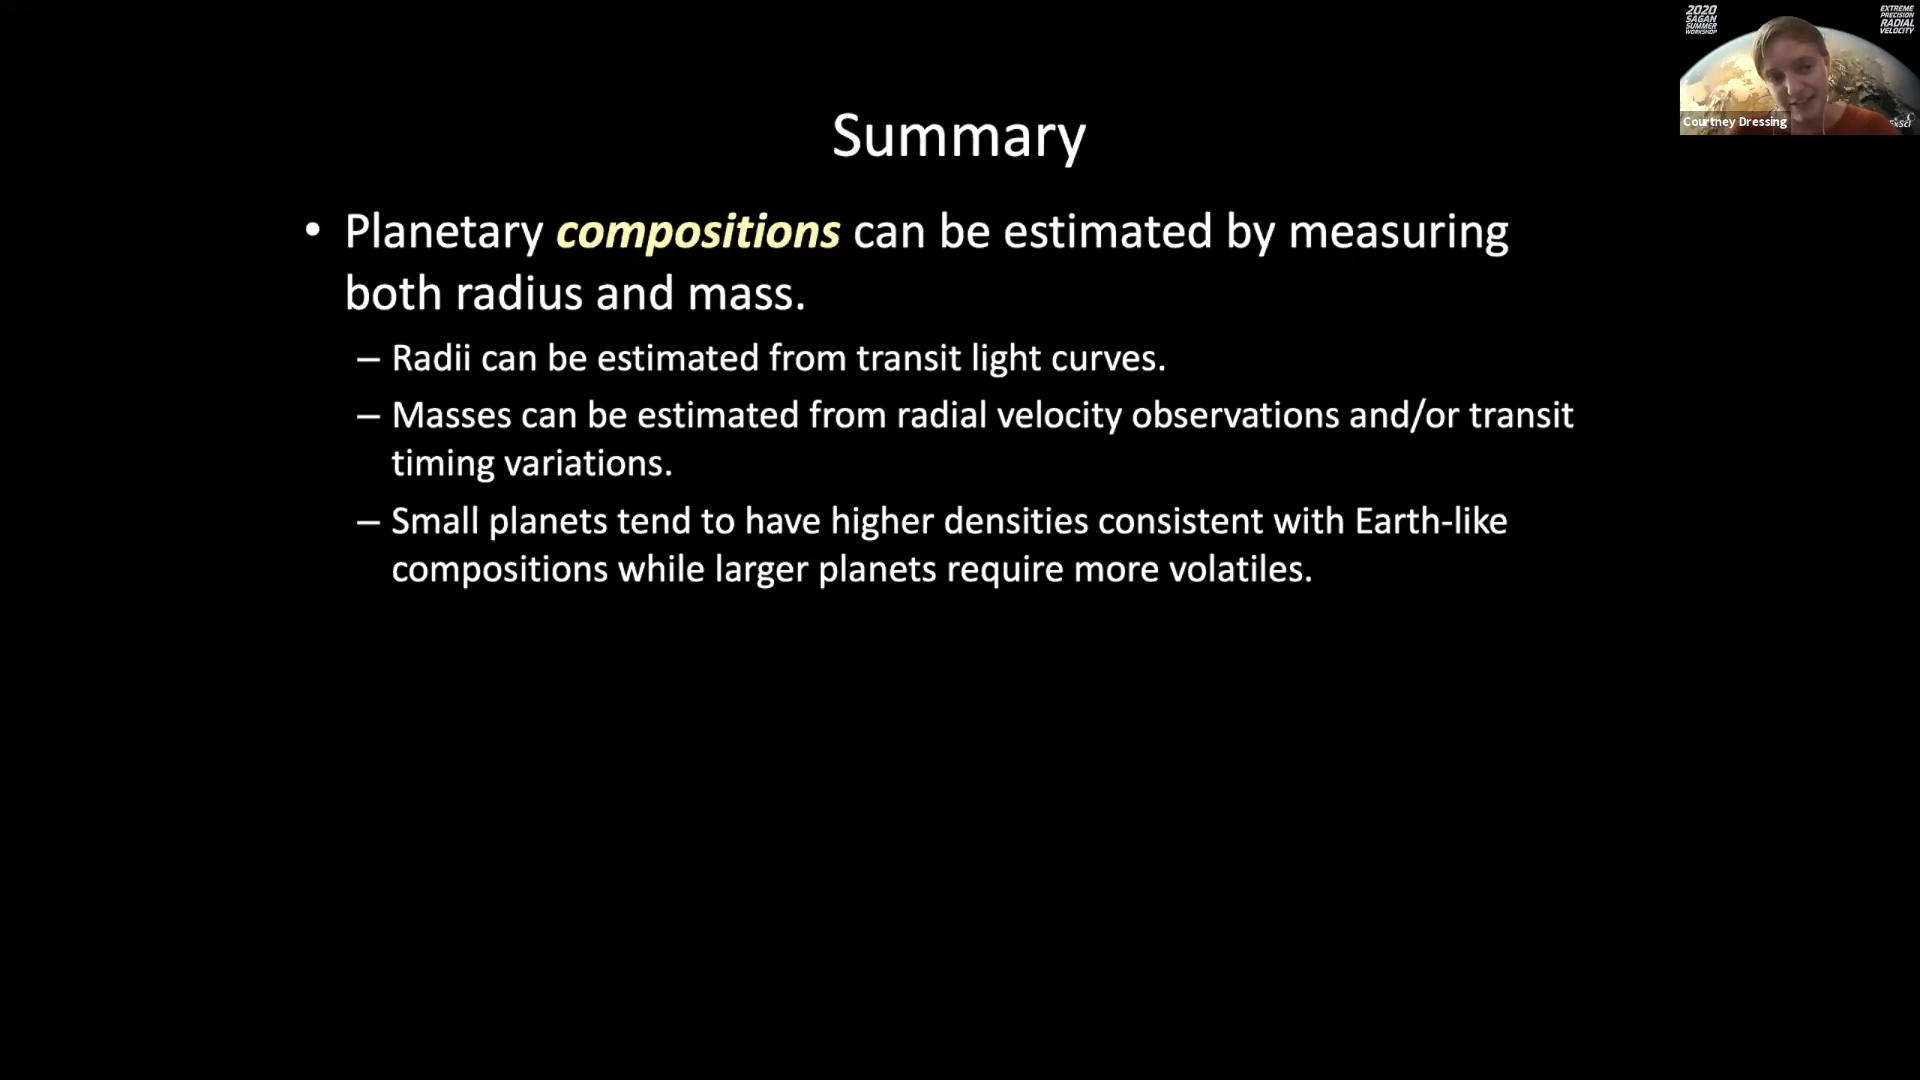 2020
SAGAN
SUMMER
WORKSHOP
EXTREME
PRECISION
RADIAL
VELOCITY
Courtney Dressing
Summary
• Planetary compositions can be estimated by measuring
both radius and mass.
– Radii can be estimated from transit light curves.
– Masses can be estimated from radial velocity observations and/or transit
timing variations.
– Small planets tend to have higher densities consistent with Earth-like
compositions while larger planets require more volatiles.